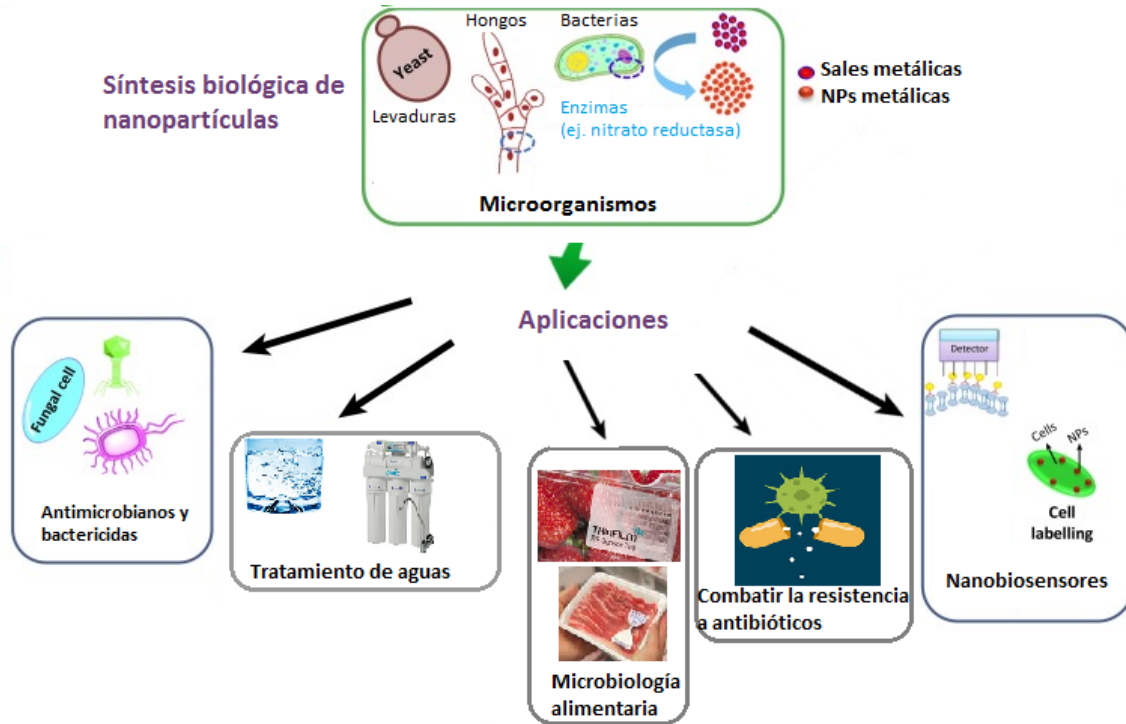 Síntesis biológica de
nanopartículas
Yeast
Levaduras
Hongos
Bacterias
Enzimas
(ej. nitrato reductasa)
Sales metálicas
NPs metálicas
Microorganismos
Aplicaciones
Fungal cell
Antimicrobianos y
bactericidas
Tratamiento de aguas
THINFILM
Microbiología
alimentaria
Combatir la resistencia
a antibióticos
Detector
Cells
NPs
Cell
labelling
Nanobiosensores